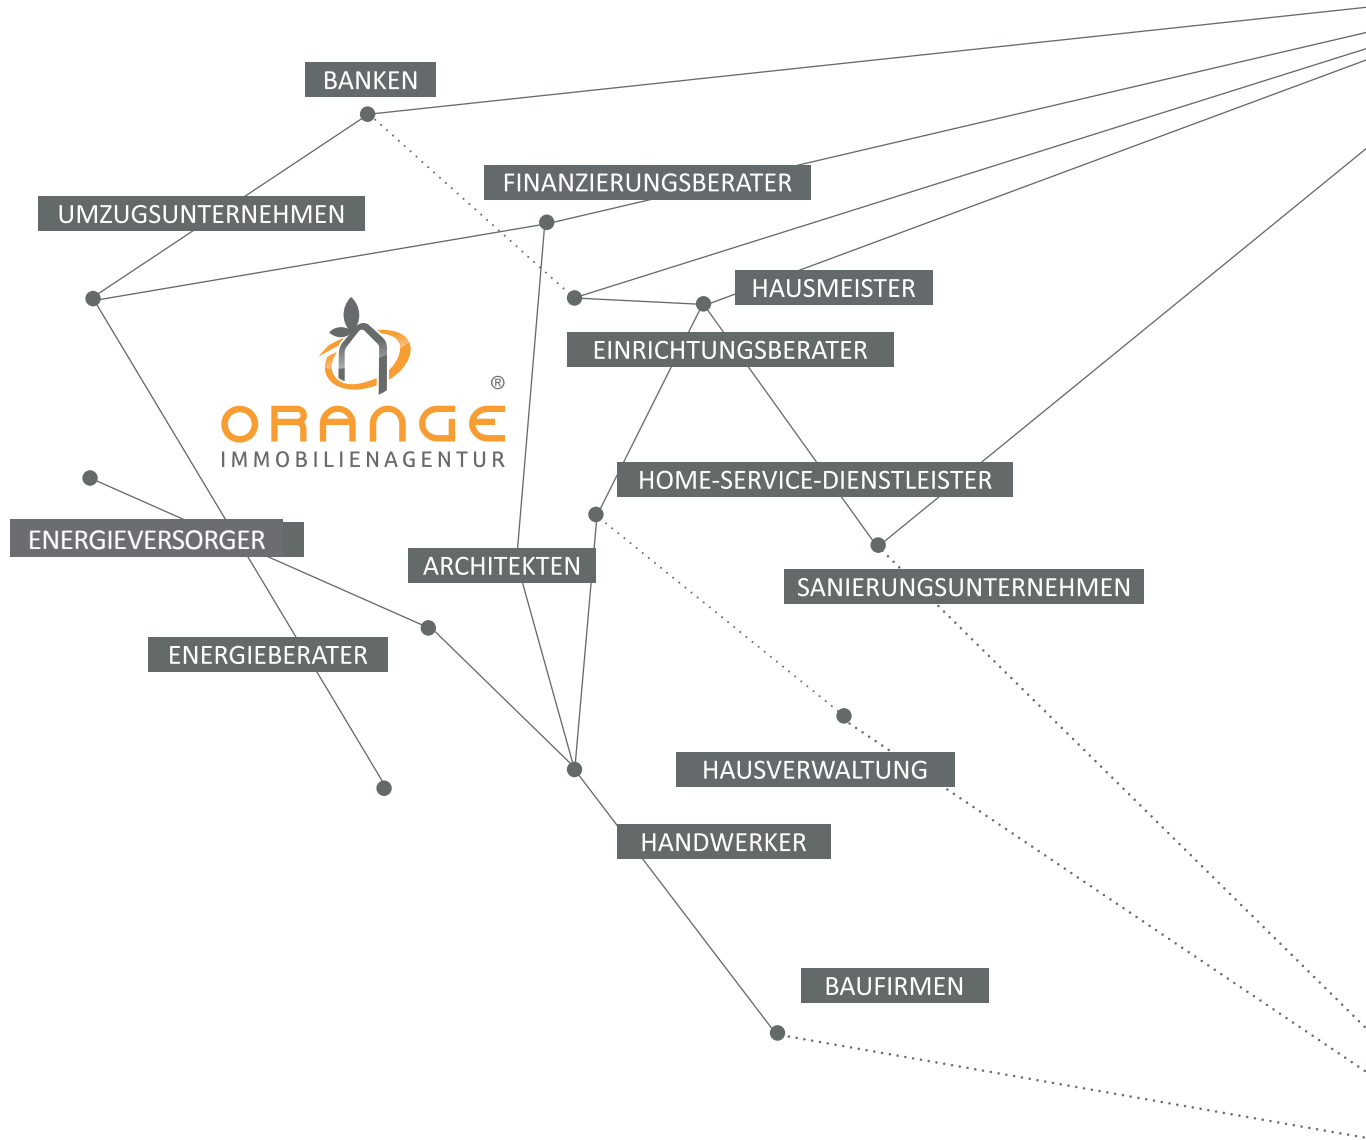 BANKEN
FINANZIERUNGSBERATER
UMZUGSUNTERNEHMEN
HAUSMEISTER
EINRICHTUNGSBERATER
®
ORANGE
IMMOBILIENAGENTUR
HOME-SERVICE-DIENSTLEISTER
ENERGIEVERSORGER
ARCHITEKTEN
SANIERUNGSUNTERNEHMEN
ENERGIEBERATER
HAUSVERWALTUNG
HANDWERKER
BAUFIRMEN